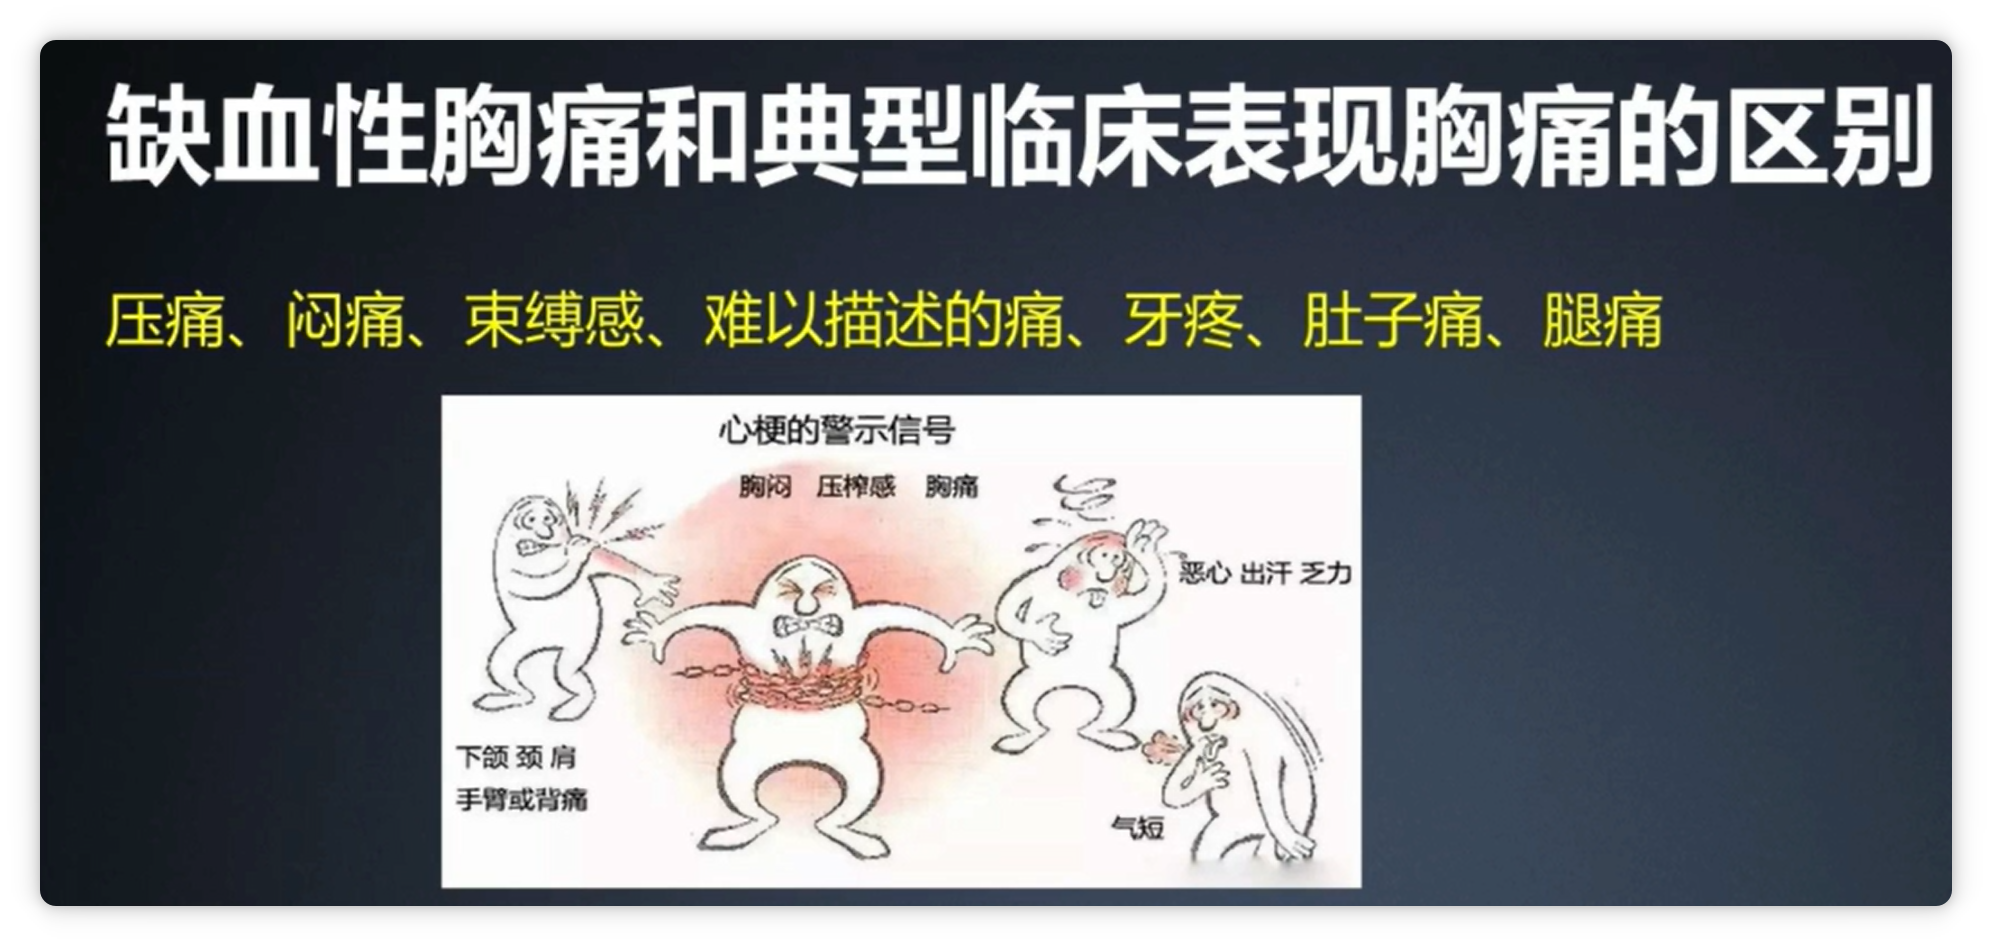 缺血性胸痛和典型临床表现胸痛的区别
压痛、闷痛、束缚感、难以描述的痛、牙疼、肚子痛、腿痛
心梗的警示信号
胸闷 压榨感 胸痛
恶心 出汗 乏力
下颌 颈 肩
手臂或背痛
气短